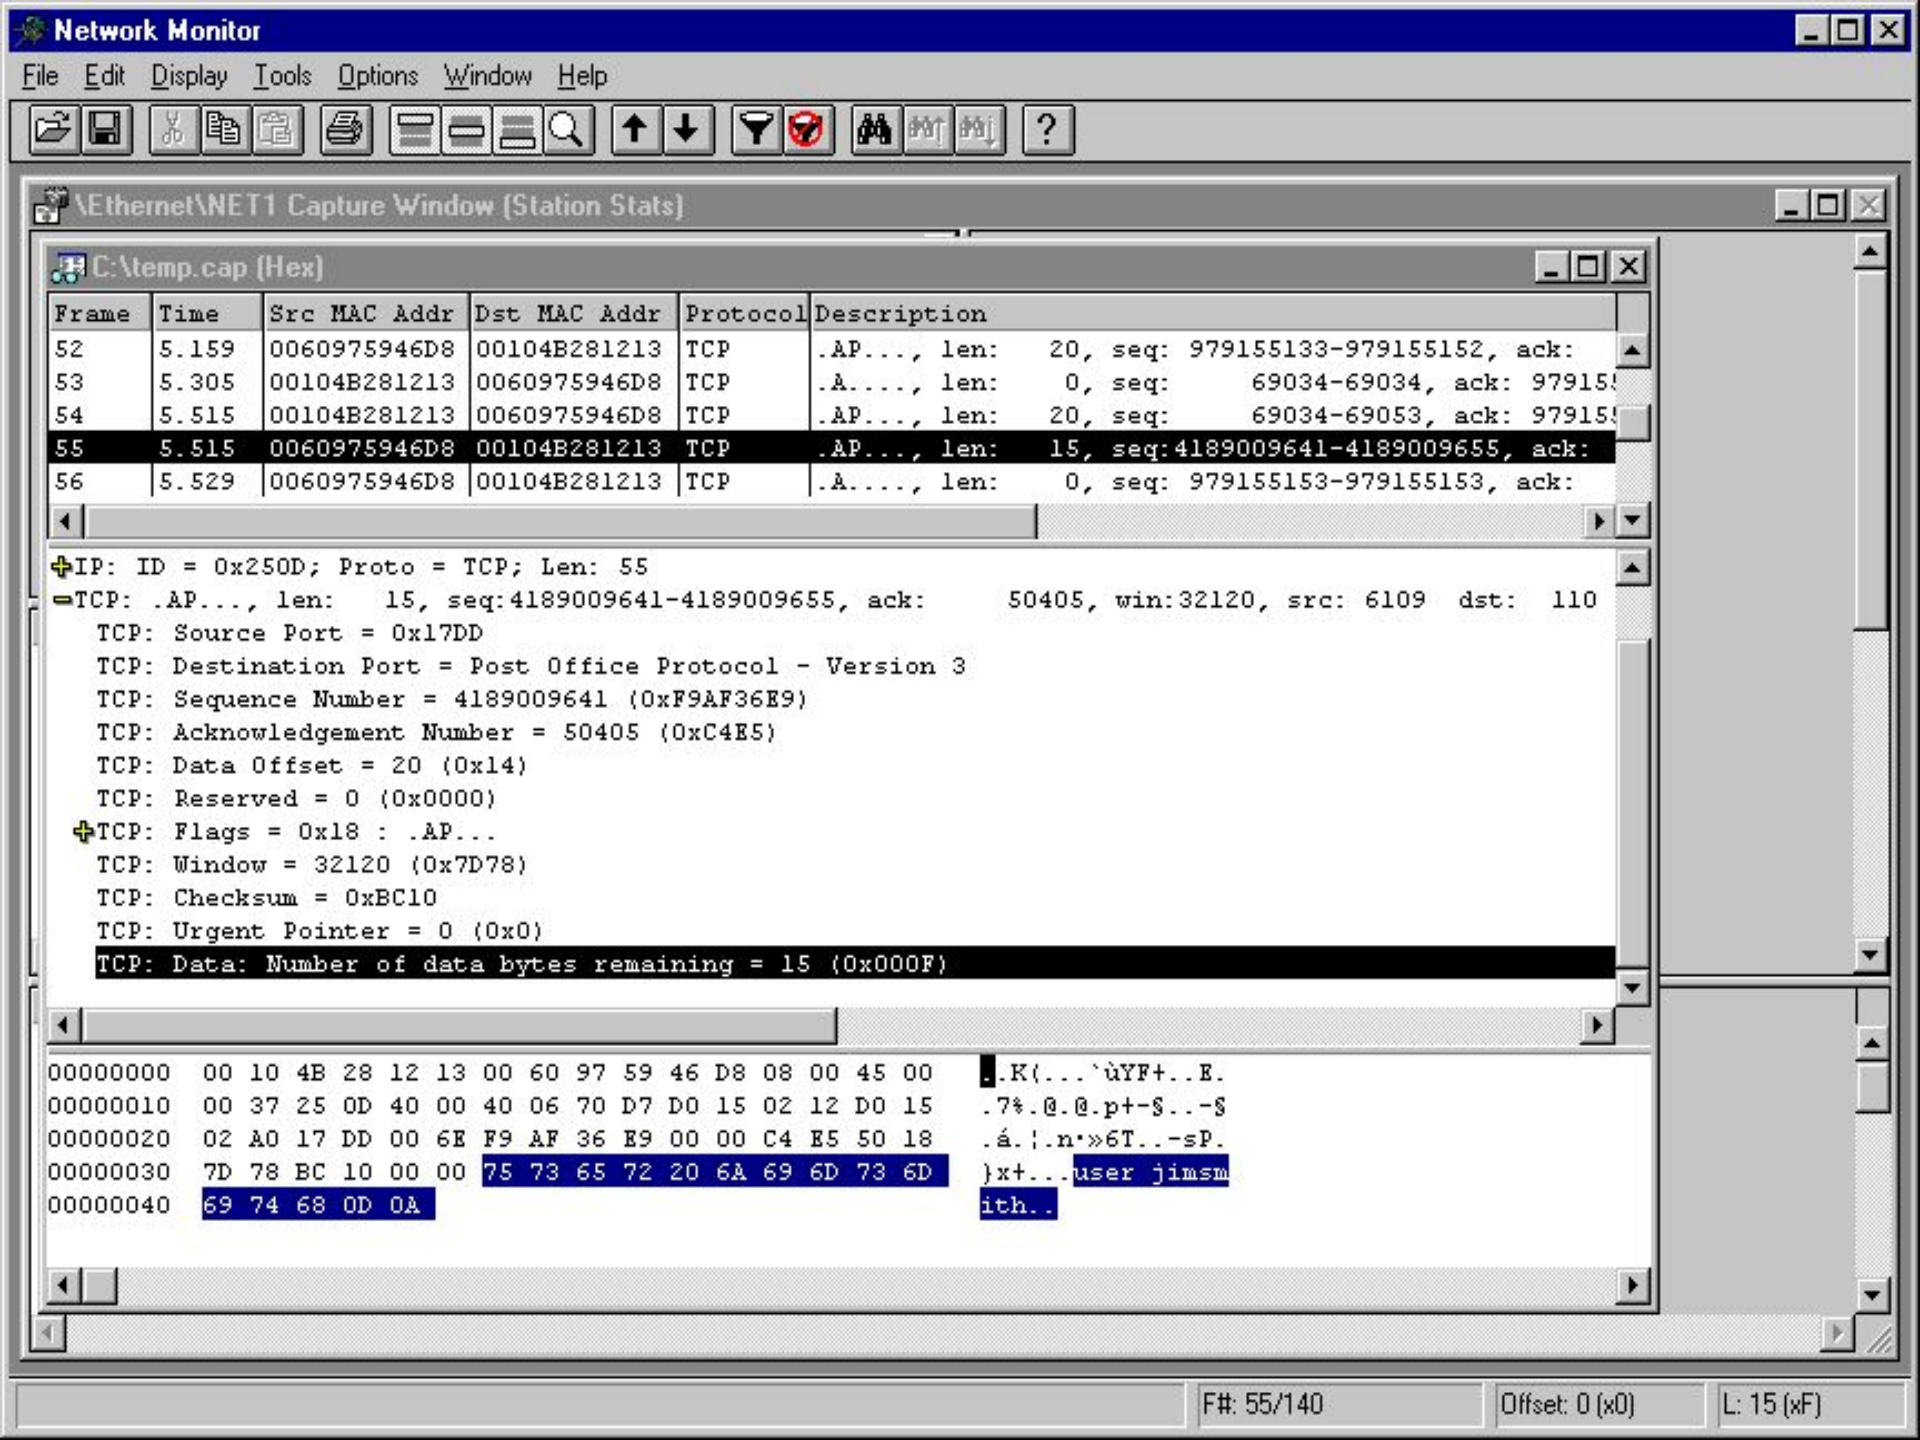 Network Monitor
File Edit Display Tools Options Window Help
\Ethernet\NET1 Capture Window (Station Stats)
C:\temp.cap (Hex)
Frame Time Src MAC Addr Dst MAC Addr Protocol Description
52 5.159 0060975946D8 00104B281213 TCP .AP..., len: 20, seq: 979155133-979155152, ack:
53 5.305 00104B281213 0060975946D8 TCP .A...., len: 0, seq: 69034-69034, ack: 97915
54 5.515 00104B281213 0060975946D8 TCP .AP..., len: 20, seq: 69034-69053, ack: 97915
55 5.515 0060975946D8 00104B281213 TCP .AP..., len: 15, seq:4189009641-4189009655, ack:
56 5.529 0060975946D8 00104B281213 TCP .A...., len: 0, seq: 979155153-979155153, ack:
IP: ID = 0x250D; Proto = TCP; Len: 55
TCP: .AP..., len: 15, seq:4189009641-4189009655, ack: 50405, win:32120, src: 6109 dst: 110
TCP: Source Port = 0x17DD
TCP: Destination Port = Post Office Protocol - Version 3
TCP: Sequence Number = 4189009641 (0xF9AF36E9)
TCP: Acknowledgement Number = 50405 (0xC4E5)
TCP: Data Offset = 20 (0x14)
TCP: Reserved = 0 (0x0000)
TCP: Flags = 0x18 : .AP...
TCP: Window = 32120 (0x7D78)
TCP: Checksum = 0xBC10
TCP: Urgent Pointer = 0 (0x0)
TCP: Data: Number of data bytes remaining = 15 (0x000F)
00000000 00 10 4B 28 12 13 00 60 97 59 46 D8 08 00 45 00 ..K(...`ùYF+..E.
00000010 00 37 25 0D 40 00 40 06 70 D7 D0 15 02 12 D0 15 .7%.@.@.p+-§..-§
00000020 02 A0 17 DD 00 6E F9 AF 36 E9 00 00 C4 E5 50 18 .á.¦.n·»6T..-sP.
00000030 7D 78 BC 10 00 00 75 73 65 72 20 6A 69 6D 73 6D }x+...user jimsm
00000040 69 74 68 0D 0A ith..
F#: 55/140 Offset: 0 (x0) L: 15 (xF)